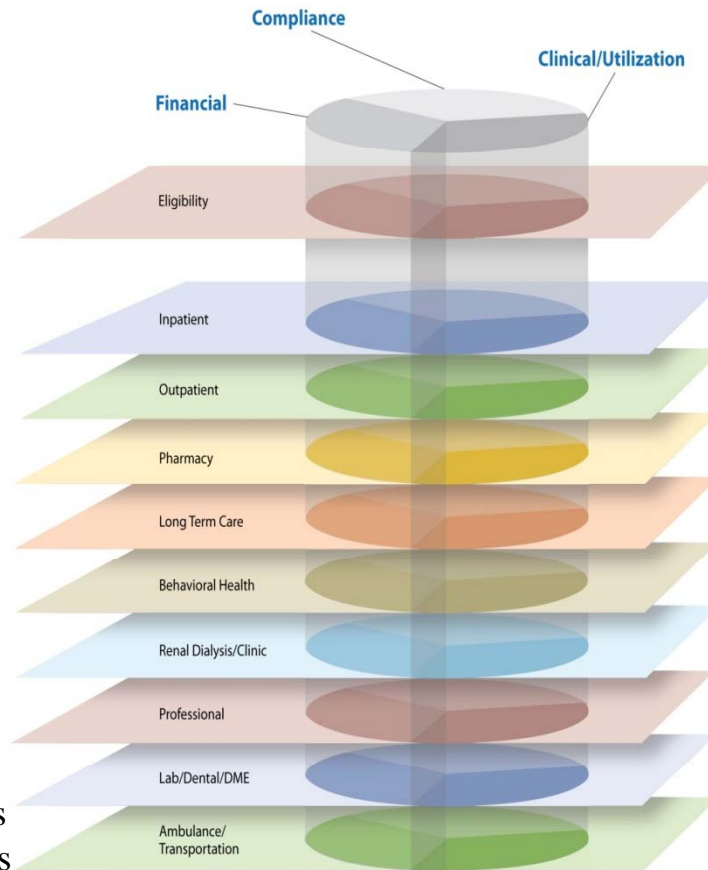 Compliance
Clinical/Utilization
Financial
Eligibility
Inpatient
Outpatient
Pharmacy
Long Term Care
Behavioral Health
Renal Dialysis/Clinic
Professional
Lab/Dental/DME
s
Ambulance/
Transportation
s